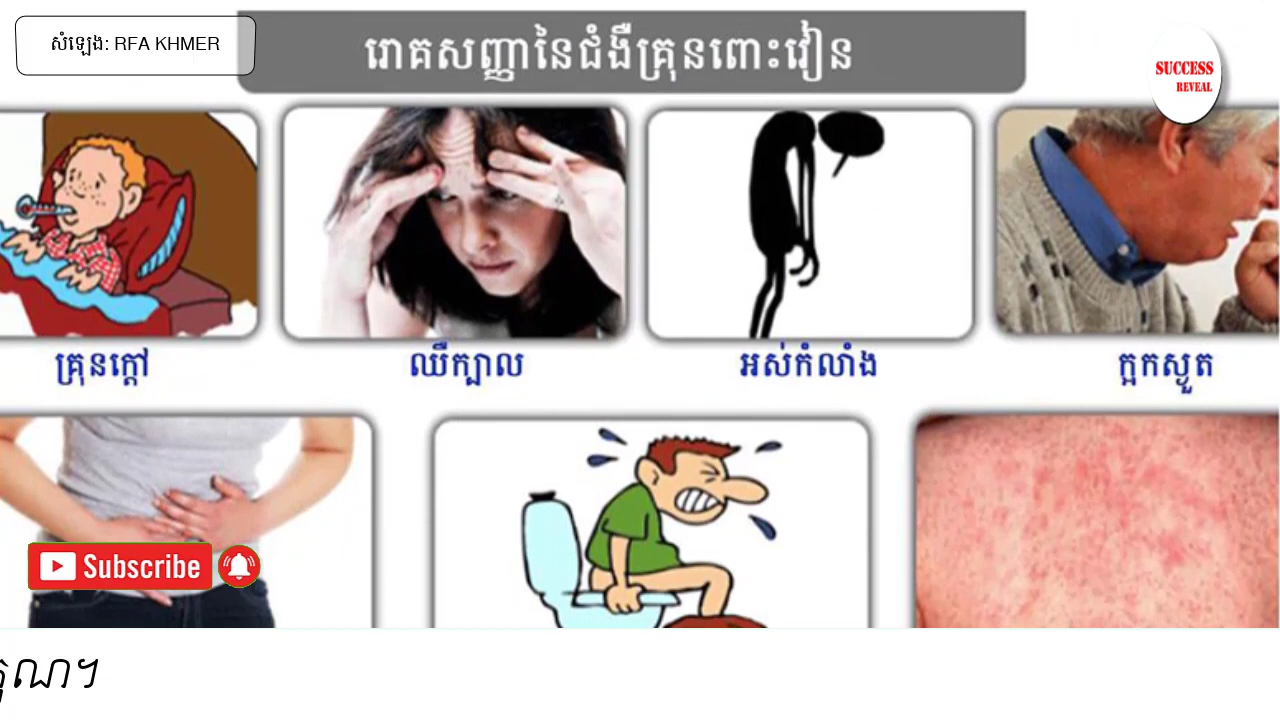 សំឡេង: RFA KHMER
រោគសញ្ញានៃជំងឺគ្រុនពោះវៀន
SUCCESS
REVEAL
គ្រុនក្តៅ
ឈឺក្បាល
អស់កំលាំង
ក្អកស្ងួត
Subscribe